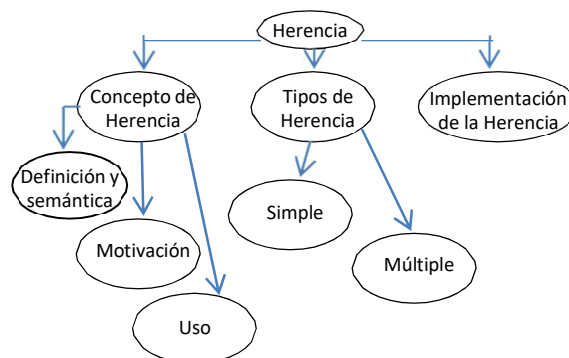 Herencia
Concepto de
Herencia
Tipos de
Herencia
Implementación
de la Herencia
Definición y
semántica
Simple
Motivación
Múltiple
Uso